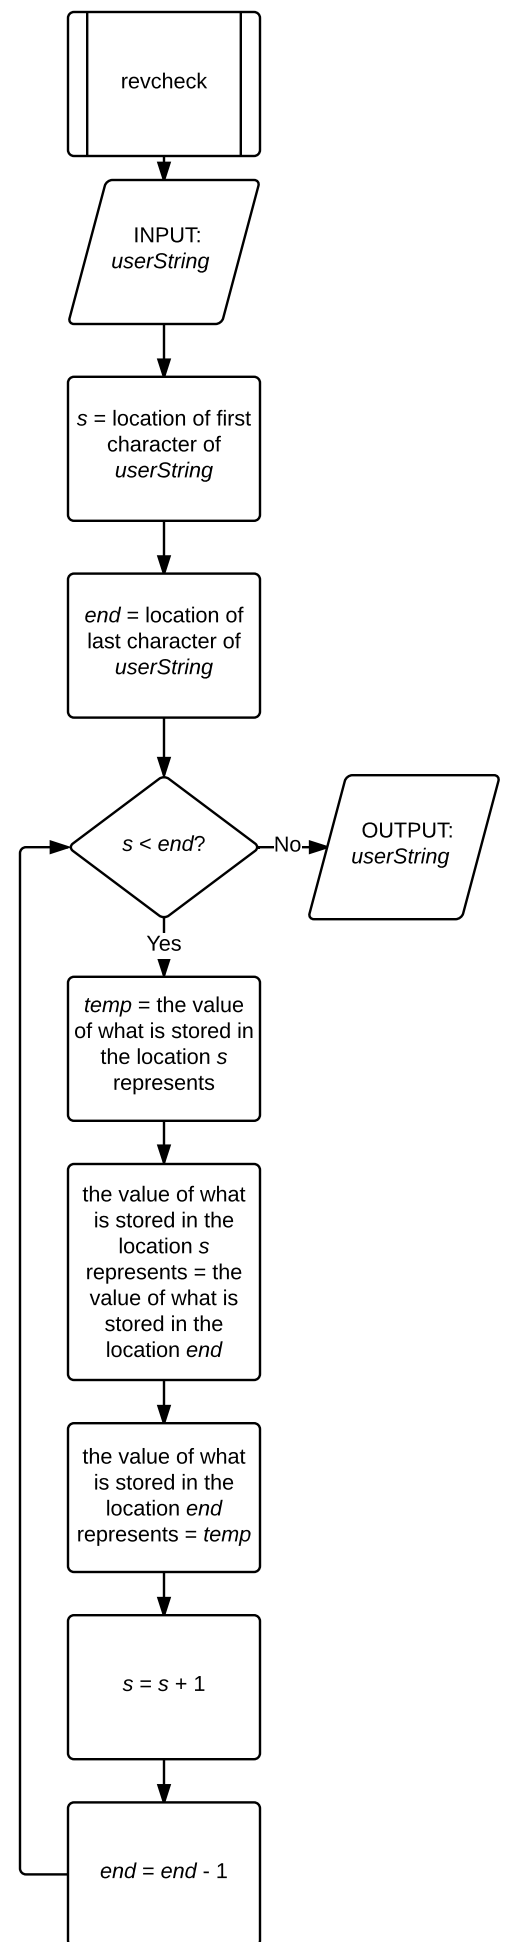 revcheck
INPUT:
userString
s = location of first
character of
userString
end = location of
last character of
userString
s < end?
No
OUTPUT:
userString
Yes
temp = the value
of what is stored in
the location s
represents
the value of what
is stored in the
location s
represents = the
value of what is
stored in the
location end
the value of what
is stored in the
location end
represents = temp
s = s + 1
end = end - 1